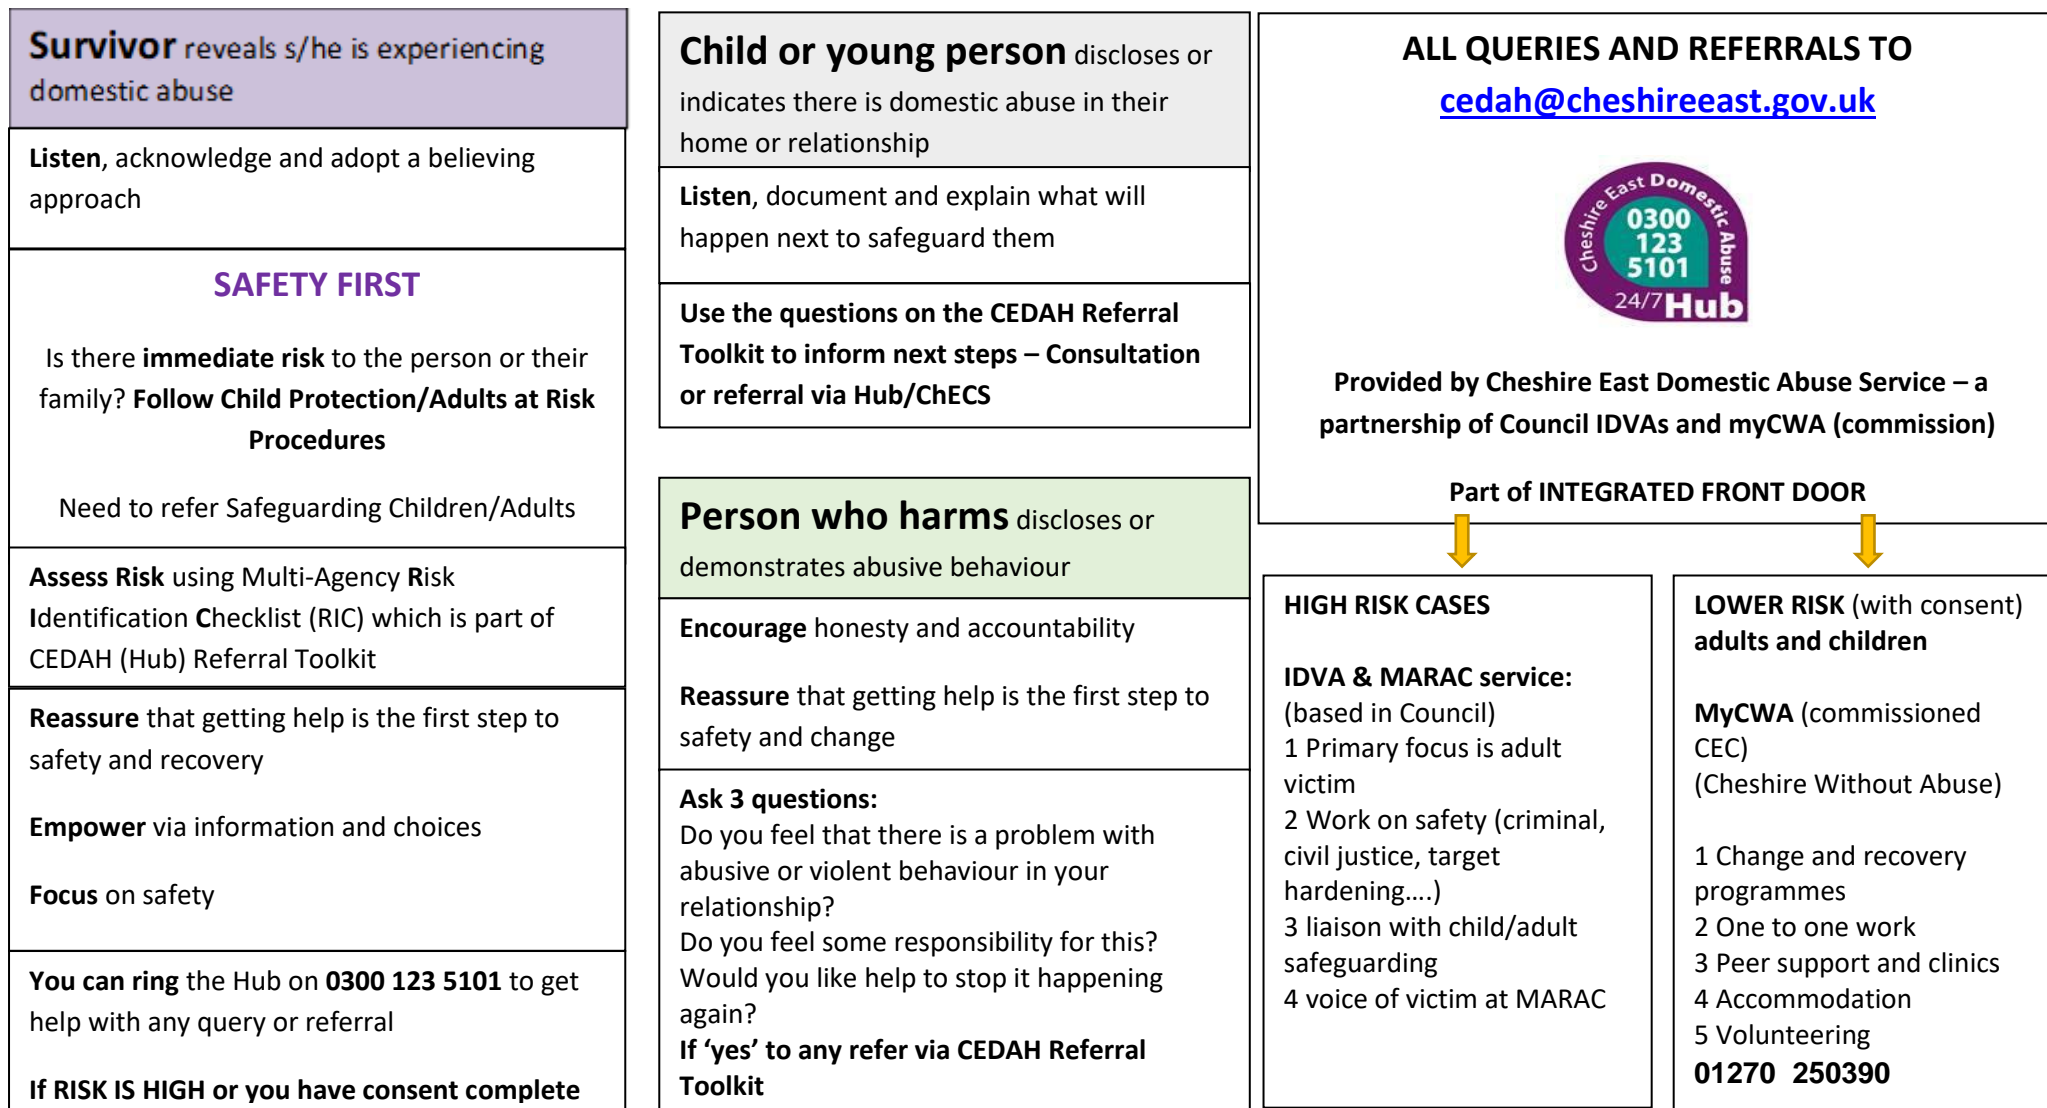 Survivor reveals s/he is experiencing
domestic abuse
Listen, acknowledge and adopt a believing
approach
SAFETY FIRST
Is there immediate risk to the person or their
family? Follow Child Protection/Adults at Risk
Procedures
Need to refer Safeguarding Children/Adults
Assess Risk using Multi-Agency Risk
Identification Checklist (RIC) which is part of
CEDAH (Hub) Referral Toolkit
Reassure that getting help is the first step to
safety and recovery
Empower via information and choices
Focus on safety
You can ring the Hub on 0300 123 5101 to get
help with any query or referral
If RISK IS HIGH or you have consent complete
Child or young person discloses or
indicates there is domestic abuse in their
home or relationship
Listen, document and explain what will
happen next to safeguard them
Use the questions on the CEDAH Referral
Toolkit to inform next steps – Consultation
or referral via Hub/ChECS
Person who harms discloses or
demonstrates abusive behaviour
Encourage honesty and accountability
Reassure that getting help is the first step to
safety and change
Ask 3 questions:
Do you feel that there is a problem with
abusive or violent behaviour in your
relationship?
Do you feel some responsibility for this?
Would you like help to stop it happening
again?
If ‘yes’ to any refer via CEDAH Referral
Toolkit
ALL QUERIES AND REFERRALS TO
cedah@cheshireeast.gov.uk
Cheshire East Domestic Abuse
0300
123
5101
24/7 Hub
Provided by Cheshire East Domestic Abuse Service – a
partnership of Council IDVAs and myCWA (commission)
Part of INTEGRATED FRONT DOOR
HIGH RISK CASES
IDVA & MARAC service:
(based in Council)
1 Primary focus is adult
victim
2 Work on safety (criminal,
civil justice, target
hardening….)
3 liaison with child/adult
safeguarding
4 voice of victim at MARAC
LOWER RISK (with consent)
adults and children
MyCWA (commissioned
CEC)
(Cheshire Without Abuse)
1 Change and recovery
programmes
2 One to one work
3 Peer support and clinics
4 Accommodation
5 Volunteering
01270 250390